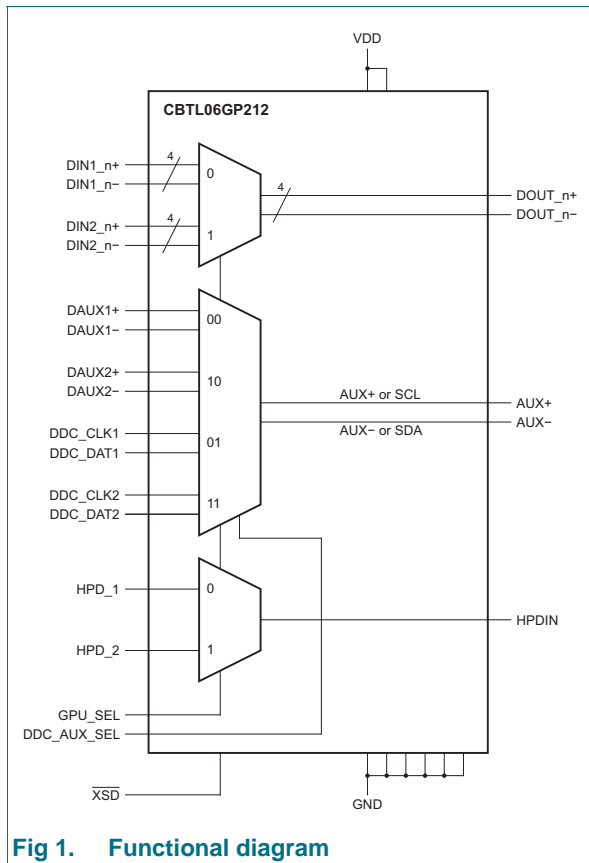 VDD
CBTL06GP212
DIN1_n+
4
0
DIN1_n−
4
DOUT_n+
DOUT_n−
DIN2_n+
4
1
DIN2_n−
DAUX1+
00
DAUX1−
DAUX2+
10
DAUX2−
AUX+ or SCL
AUX+
AUX− or SDA
AUX−
DDC_CLK1
01
DDC_DAT1
DDC_CLK2
11
DDC_DAT2
HPD_1
0
HPDIN
HPD_2
1
GPU_SEL
DDC_AUX_SEL
XSD
GND
Fig 1. Functional diagram